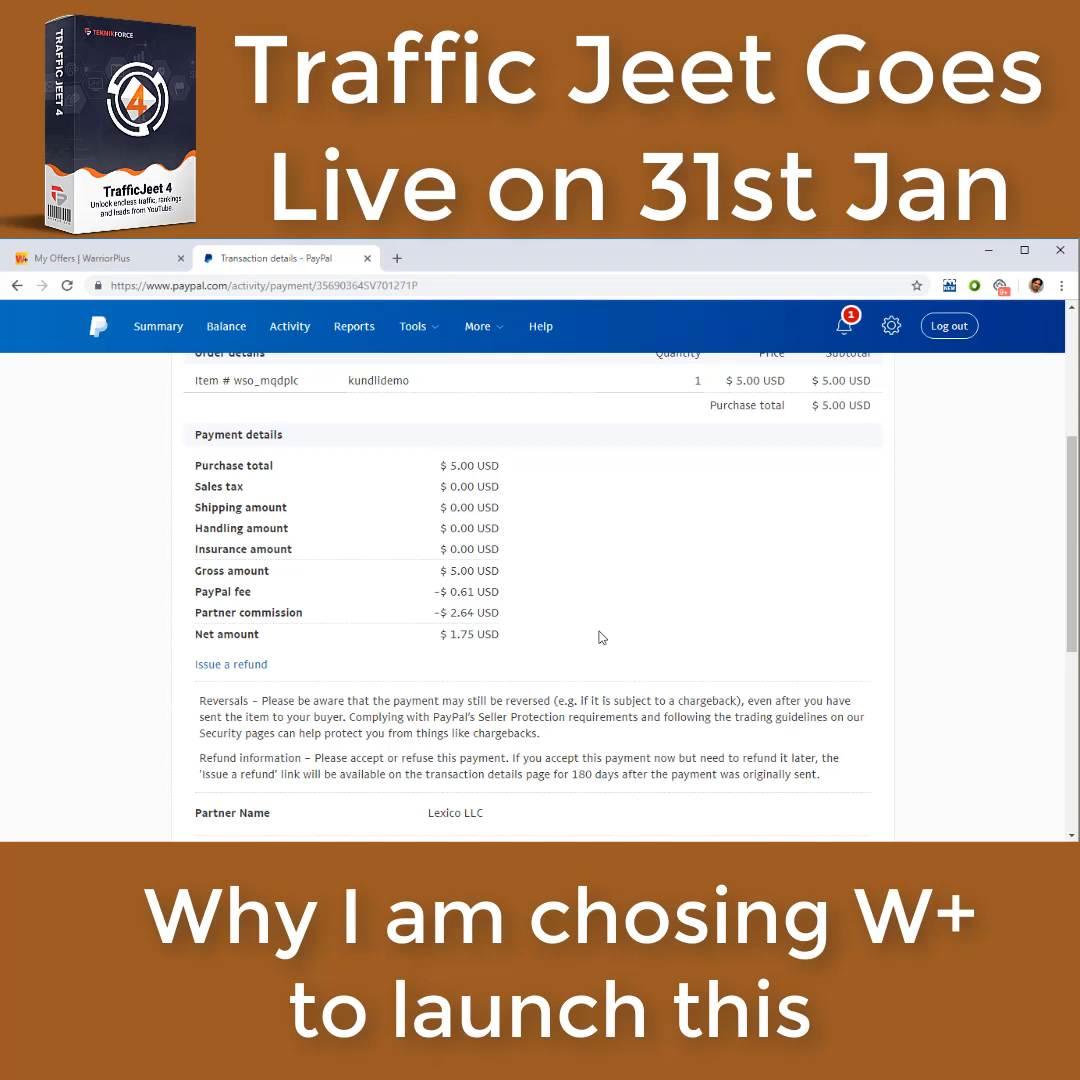 TEKNIKFORCE
TRAFFIC JEET 4
4
TrafficJeet 4
Unlock endless traffic, rankings
and leads from YouTube.
Traffic Jeet Goes
Live on 31st Jan
My Offers | WarriorPlus
Transaction details - PayPal
https://www.paypal.com/activity/payment/35690364SV701271P
NEW
9+
Summary Balance Activity Reports Tools More Help 1 Log out
Order details Quantity Price Subtotal
Item # wso_mqdplc kundlidemo 1 $ 5.00 USD $ 5.00 USD
Purchase total $ 5.00 USD
Payment details
Purchase total $ 5.00 USD
Sales tax $ 0.00 USD
Shipping amount $ 0.00 USD
Handling amount $ 0.00 USD
Insurance amount $ 0.00 USD
Gross amount $ 5.00 USD
PayPal fee -$ 0.61 USD
Partner commission -$ 2.64 USD
Net amount $ 1.75 USD
Issue a refund
Reversals – Please be aware that the payment may still be reversed (e.g. if it is subject to a chargeback), even after you have
sent the item to your buyer. Complying with PayPal's Seller Protection requirements and following the trading guidelines on our
Security pages can help protect you from things like chargebacks.
Refund information – Please accept or refuse this payment. If you accept this payment now but need to refund it later, the
'Issue a refund' link will be available on the transaction details page for 180 days after the payment was originally sent.
Partner Name Lexico LLC
Why I am chosing W+
to launch this